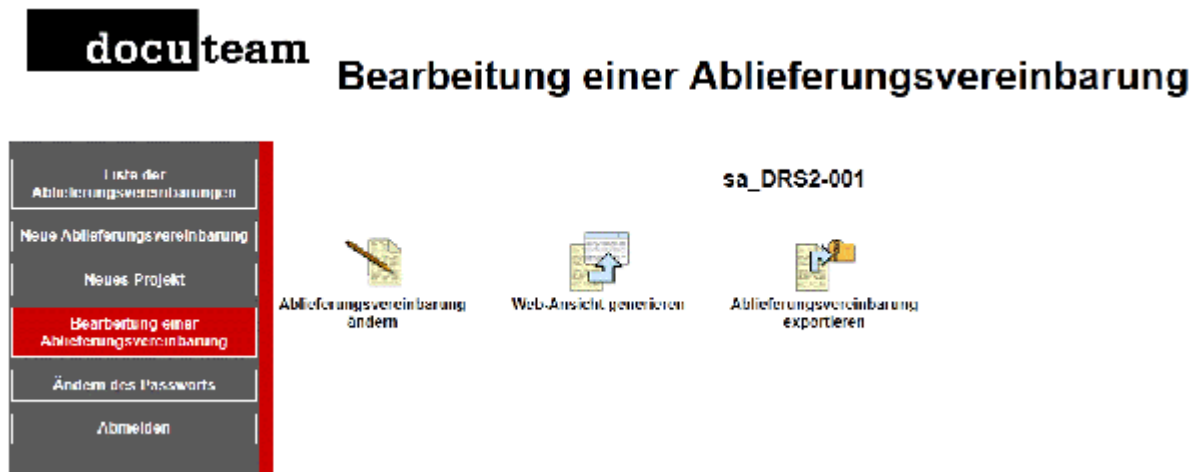 docuteam
Bearbeitung einer Ablieferungsvereinbarung
Liste der
Ablieferungsvereinbarungen
Neue Ablieferungsvereinbarung
Neues Projekt
Bearbeitung einer
Ablieferungsvereinbarung
Ändern des Passworts
Abmelden
sa_DRS2-001
Ablieferungsvereinbarung
ändern
Web-Ansicht generieren
Ablieferungsvereinbarung
exportieren